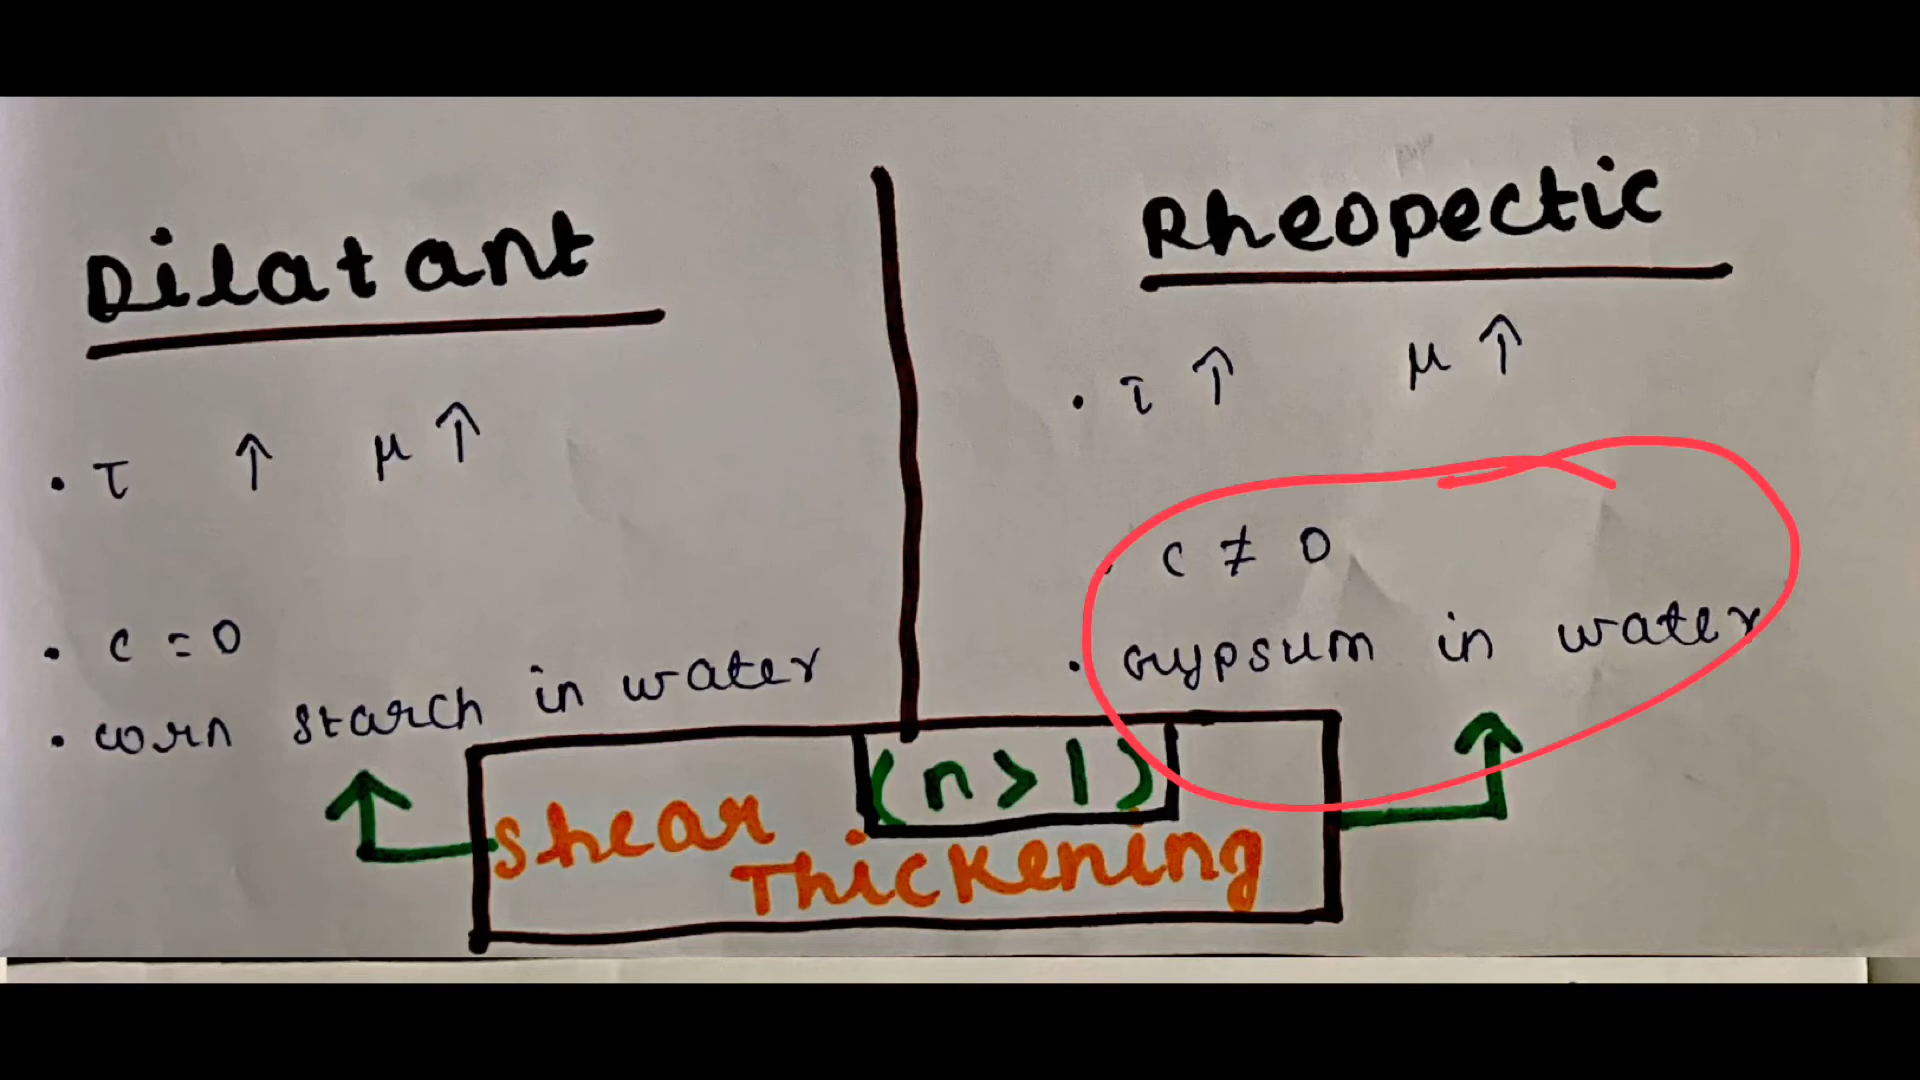 Dilatant
• τ ↑ μ ↑
• c = 0
• corn starch in water
Rheopectic
• τ ↑ μ ↑
• c ≠ 0
• Gypsum in water
(n>1)
Shear
Thickening